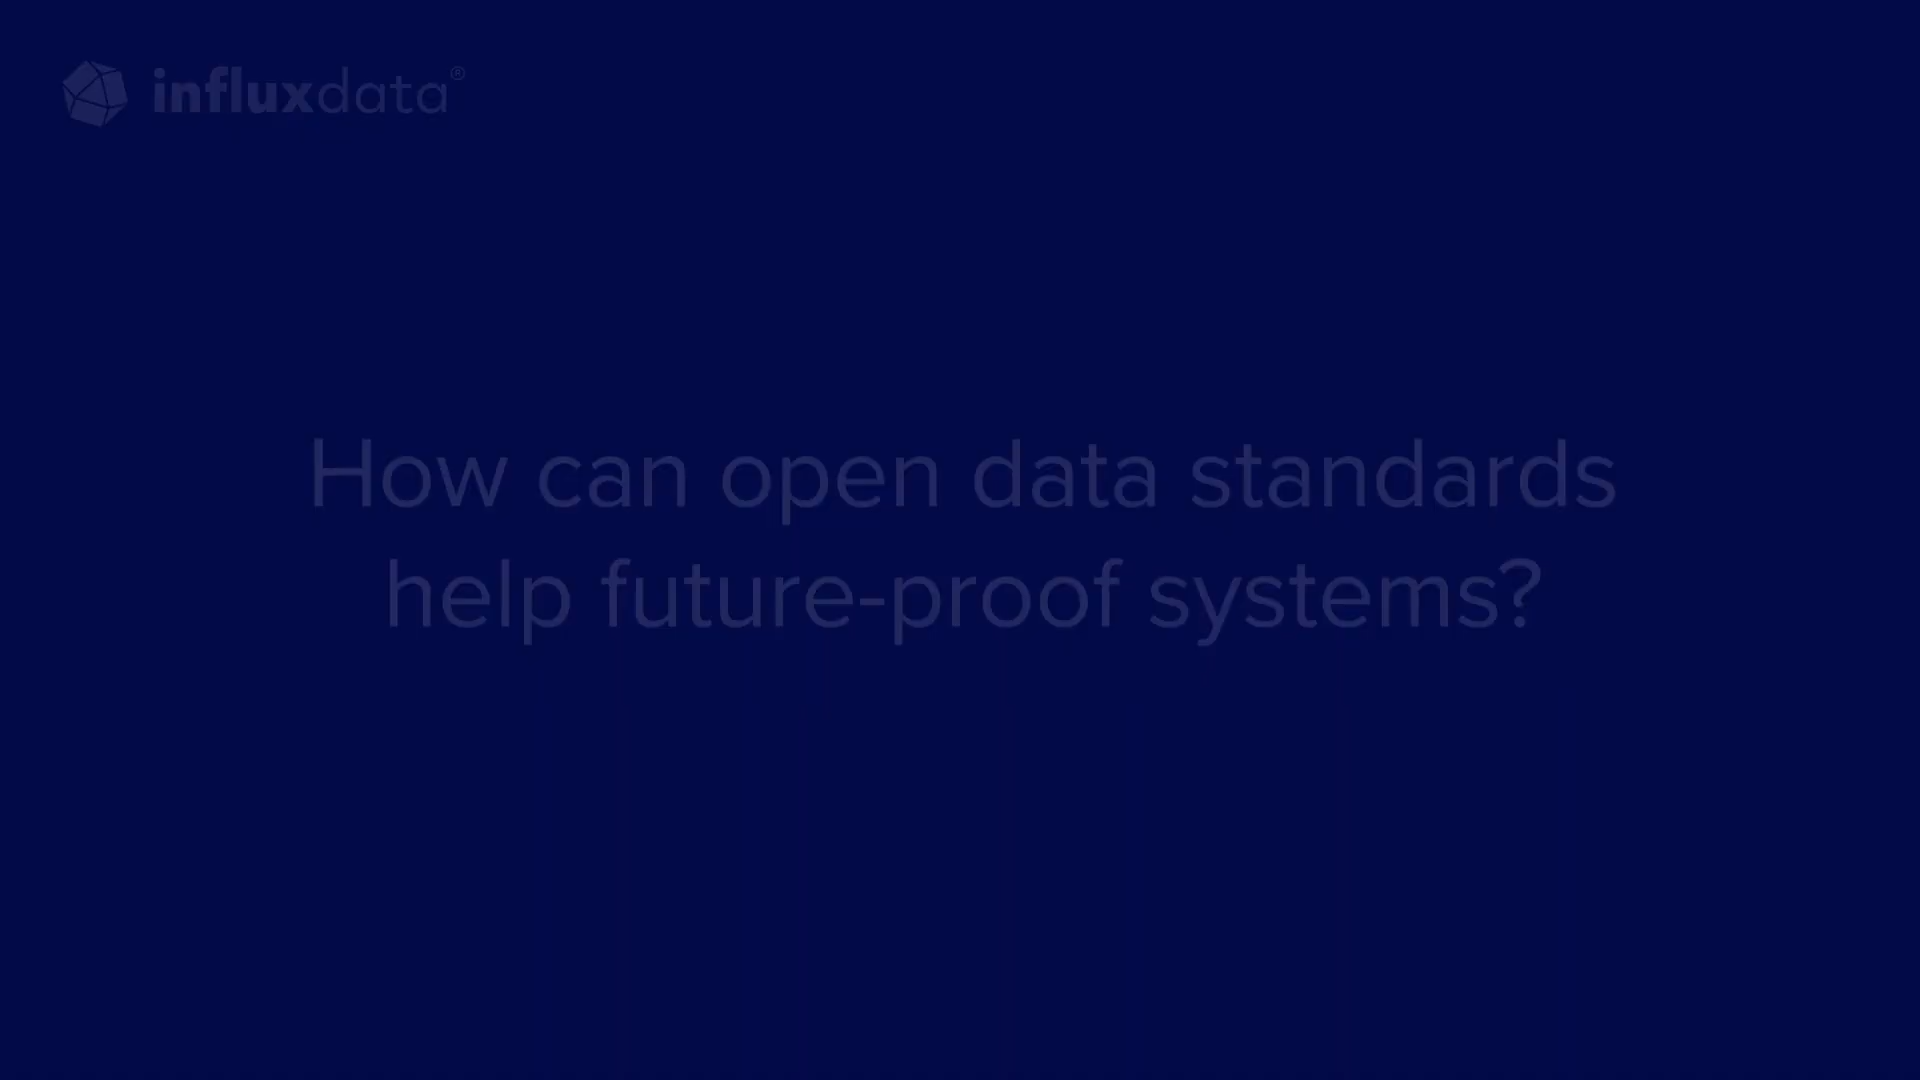 influxdata®
How can open data standards
help future-proof systems?